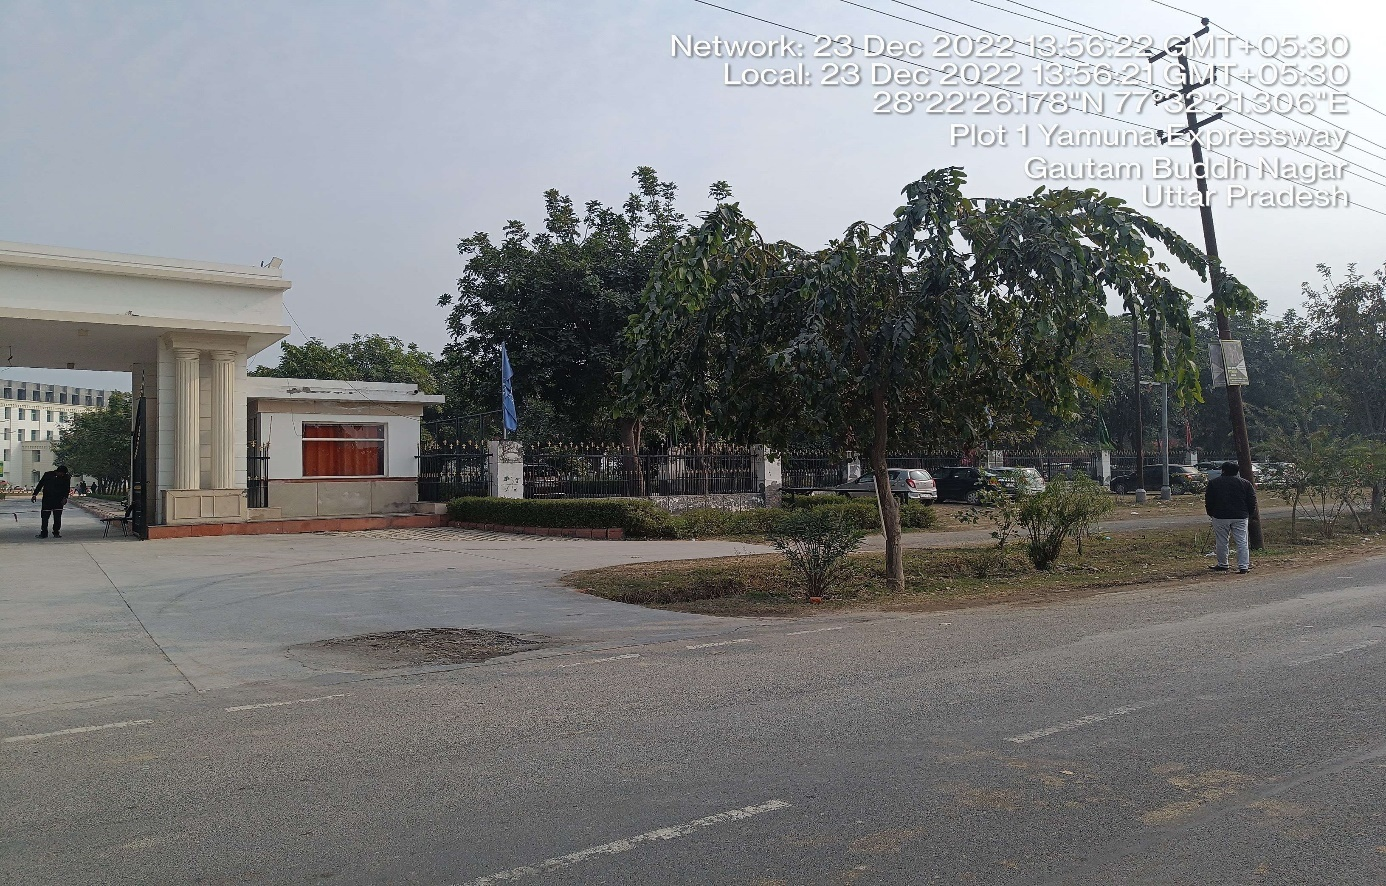 Network: 23 Dec 2022 13:56:22 GMT+05:30
Local: 23 Dec 2022 13:56:21 GMT+05:30
28°22'26.178"N 77°32'21.306"E
Plot 1 Yamuna Expressway
Gautam Buddh Nagar
Uttar Pradesh